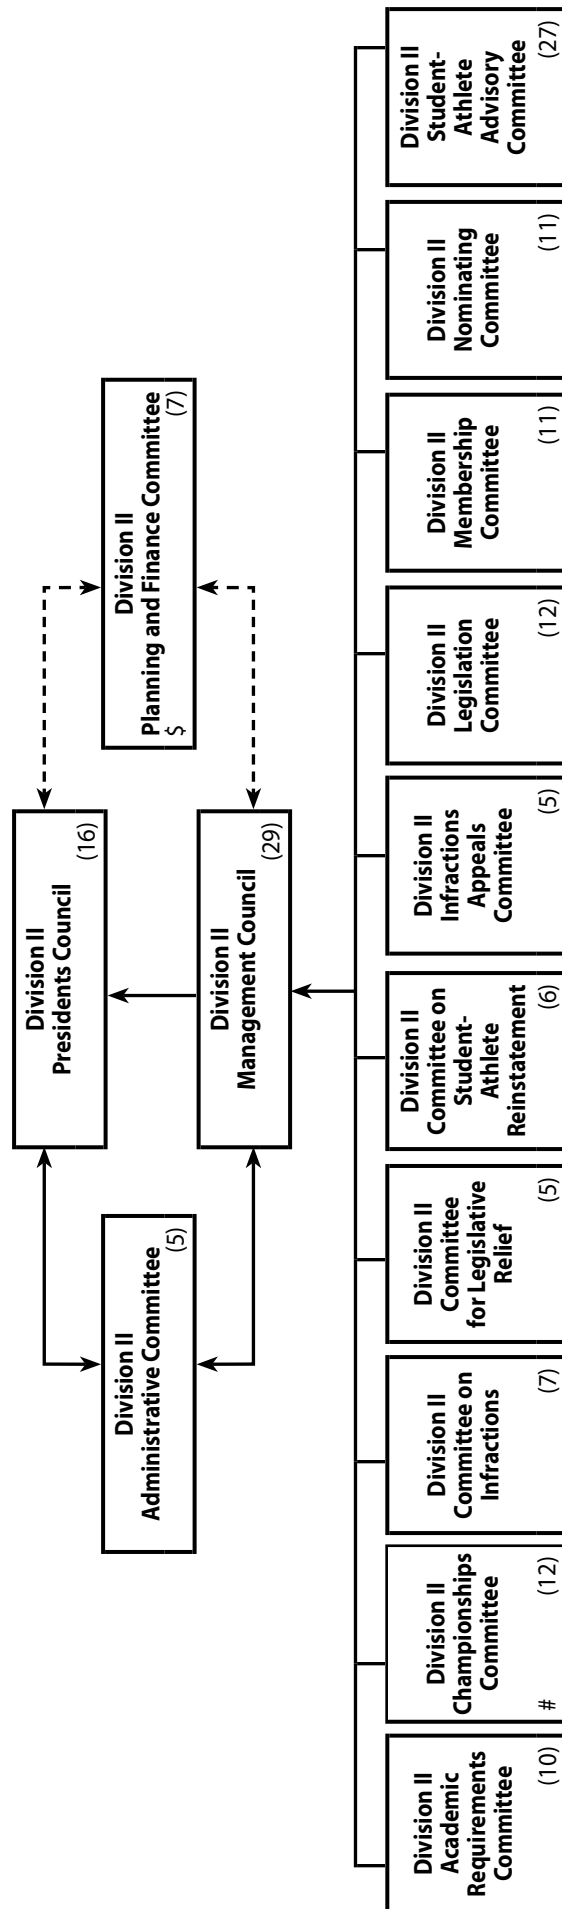 Division II
Presidents Council
(16)
Division II
Administrative Committee
(5)
Division II
Planning and Finance Committee
$
(7)
Division II
Management Council
(29)
Division II
Academic
Requirements
Committee
(10)
Division II
Championships
Committee
#
(12)
Division II
Committee on
Infractions
(7)
Division II
Committee
for Legislative
Relief
(5)
Division II
Committee on
Student-
Athlete
Reinstatement
(6)
Division II
Infractions
Appeals
Committee
(5)
Division II
Legislation
Committee
(12)
Division II
Membership
Committee
(11)
Division II
Nominating
Committee
(11)
Division II
Student-
Athlete
Advisory
Committee
(27)